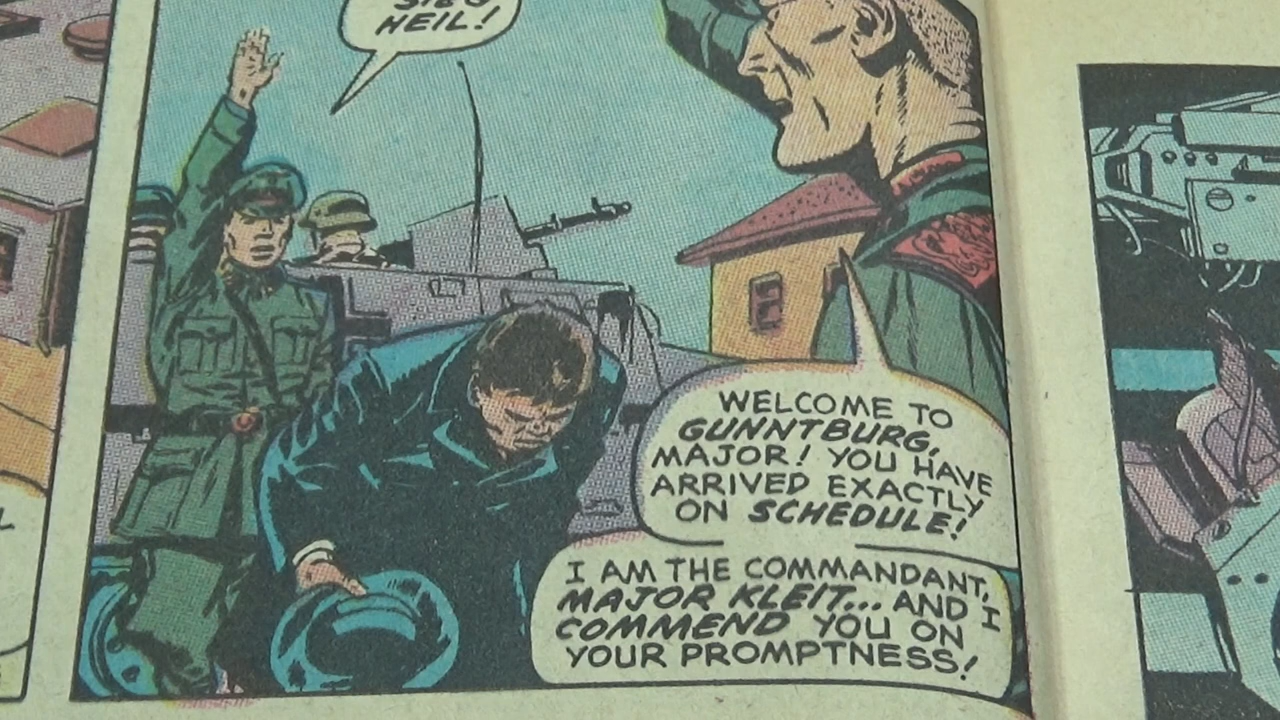 SIEG
HEIL!
WELCOME TO
GUNNTBURG,
MAJOR! YOU HAVE
ARRIVED EXACTLY
ON SCHEDULE!
I AM THE COMMANDANT,
MAJOR KLEIT... AND I
COMMEND YOU ON
YOUR PROMPTNESS!